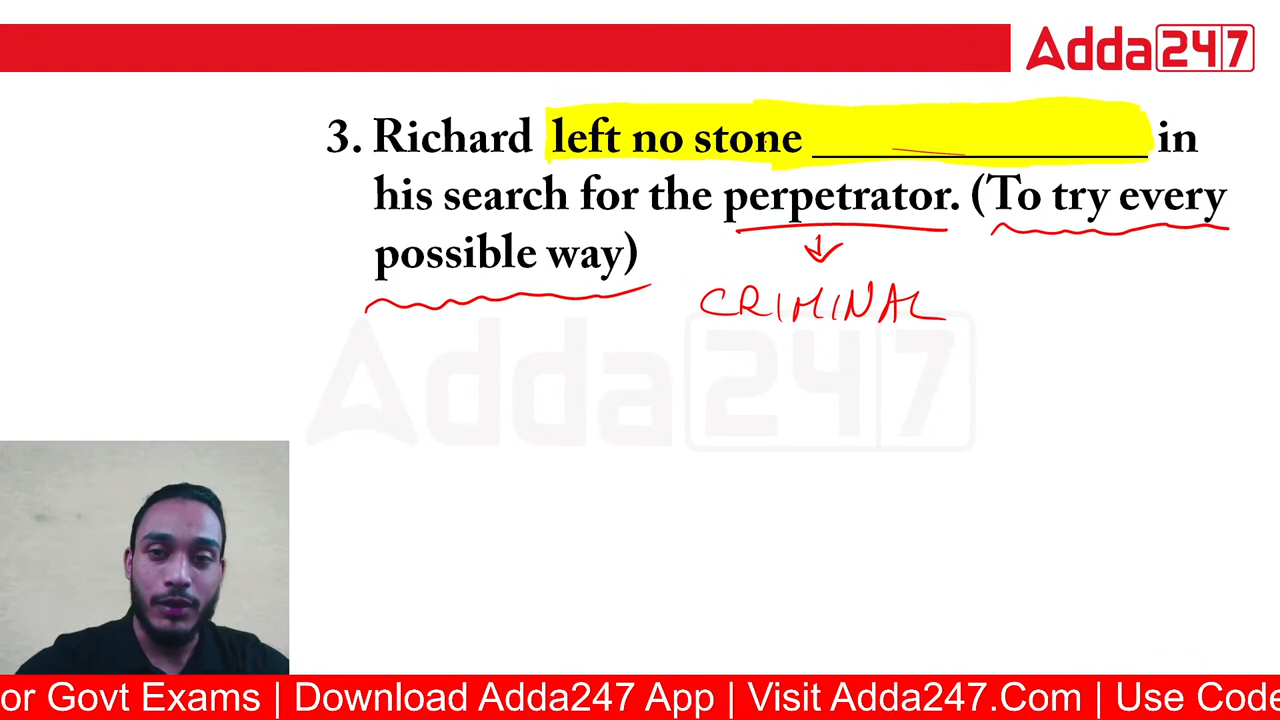 Adda247
3. Richard left no stone ____________ in
his search for the perpetrator. (To try every
possible way)
CRIMINAL
Adda247
or Govt Exams | Download Adda247 App | Visit Adda247.Com | Use Code